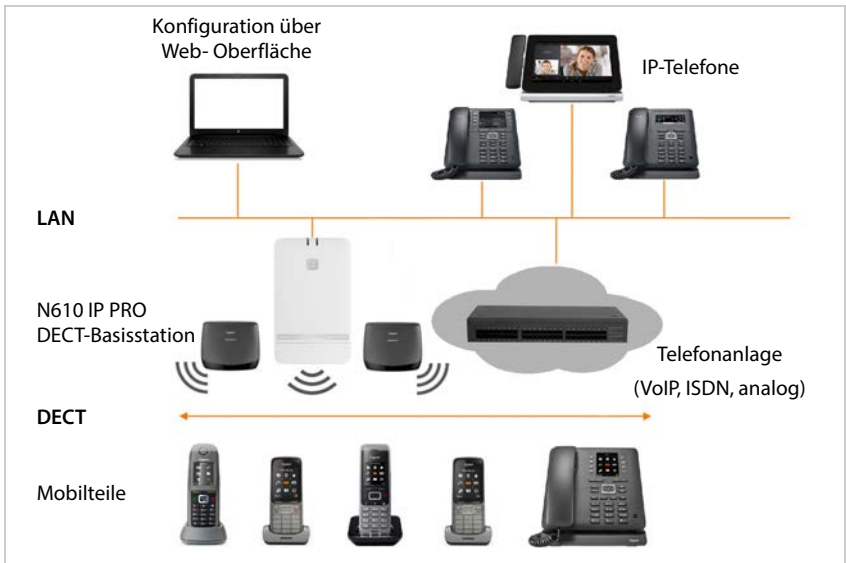 Konfiguration über
Web- Oberfläche
IP-Telefone
LAN
N610 IP PRO
DECT-Basisstation
Telefonanlage
(VoIP, ISDN, analog)
DECT
Mobilteile